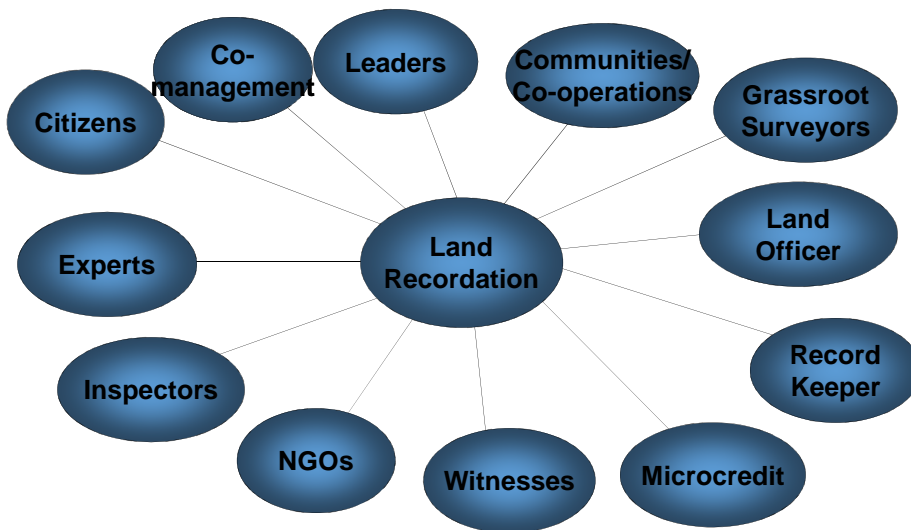 Co-
management
Leaders
Communities/
Co-operations
Grassroot
Surveyors
Citizens
Land
Officer
Experts
Land
Recordation
Record
Keeper
Inspectors
NGOs
Witnesses
Microcredit